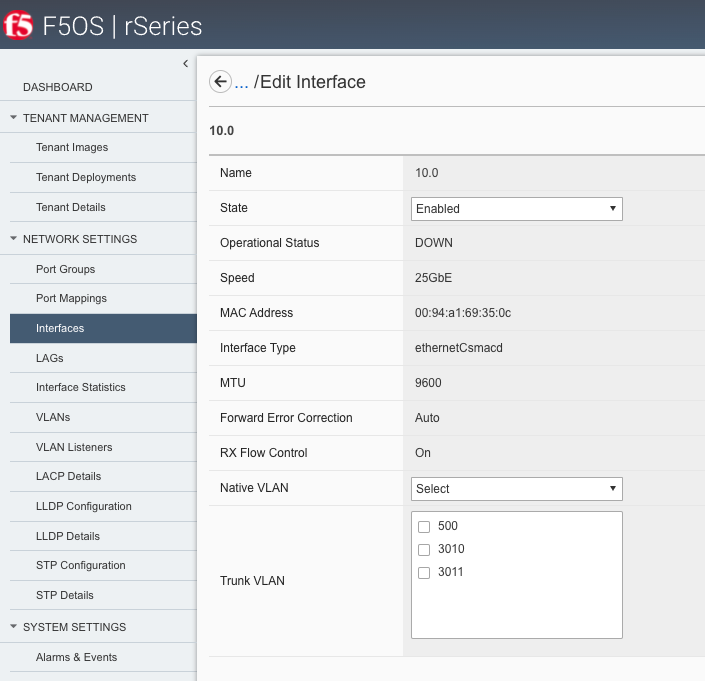 f5 F5OS | rSeries
DASHBOARD
TENANT MANAGEMENT
Tenant Images
Tenant Deployments
Tenant Details
NETWORK SETTINGS
Port Groups
Port Mappings
Interfaces
LAGs
Interface Statistics
VLANs
VLAN Listeners
LACP Details
LLDP Configuration
LLDP Details
STP Configuration
STP Details
SYSTEM SETTINGS
Alarms & Events
... /Edit Interface
10.0
Name 10.0
State Enabled
Operational Status DOWN
Speed 25GbE
MAC Address 00:94:a1:69:35:0c
Interface Type ethernetCsmacd
MTU 9600
Forward Error Correction Auto
RX Flow Control On
Native VLAN Select
Trunk VLAN
500
3010
3011